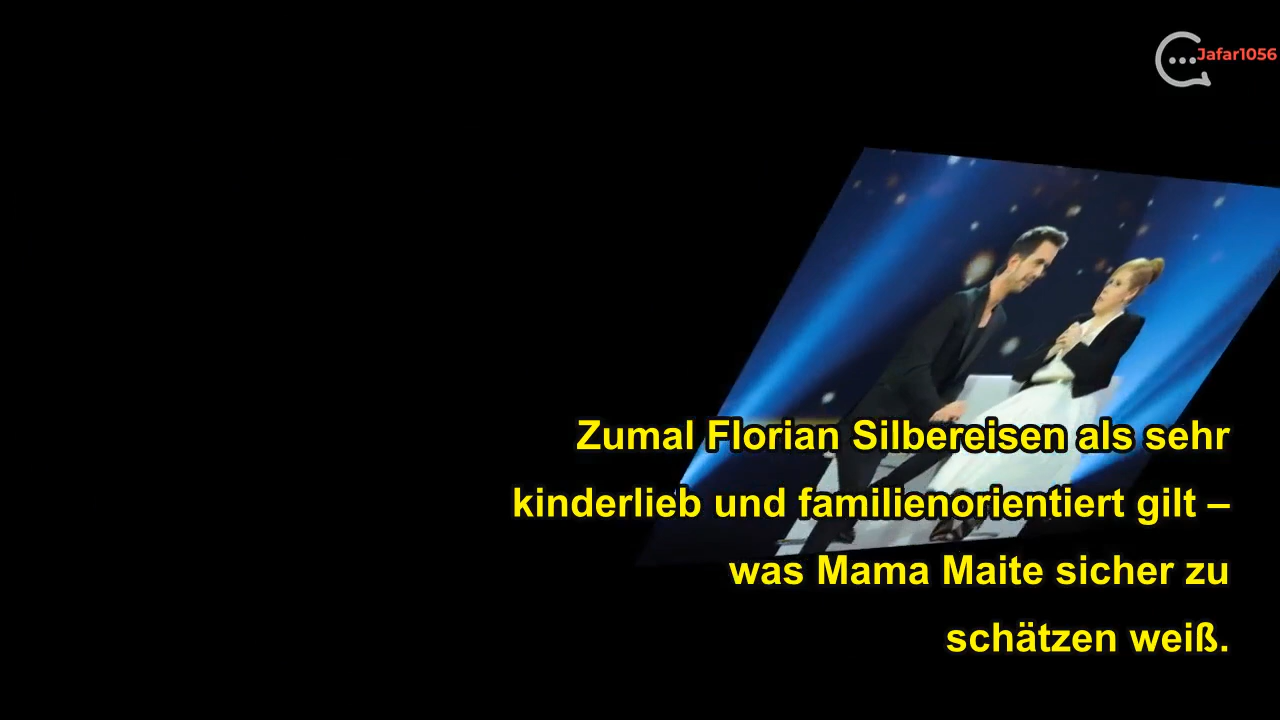 Jafar1056
Zumal Florian Silbereisen als sehr
kinderlieb und familienorientiert gilt –
was Mama Maite sicher zu
schätzen weiß.